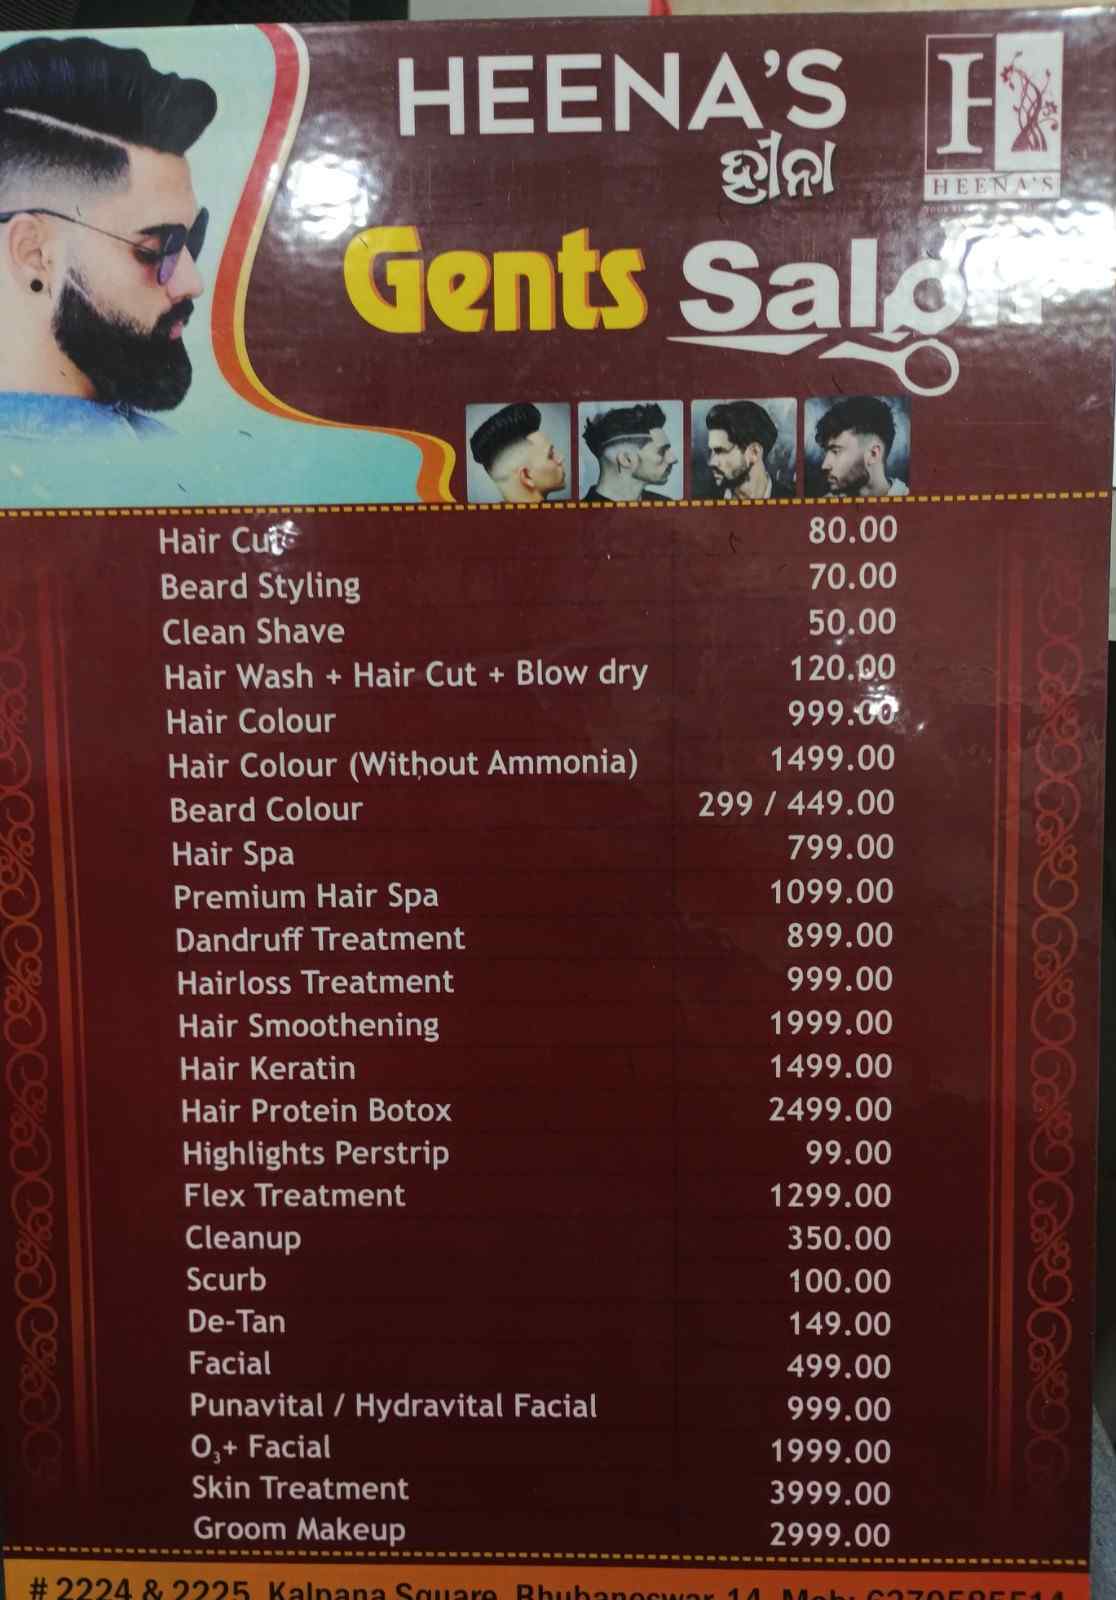 HEENA'S
ହୀନା
H
HEENA'S
Gents Salon
Hair Cut 80.00
Beard Styling 70.00
Clean Shave 50.00
Hair Wash + Hair Cut + Blow dry 120.00
Hair Colour 999.00
Hair Colour (Without Ammonia) 1499.00
Beard Colour 299 / 449.00
Hair Spa 799.00
Premium Hair Spa 1099.00
Dandruff Treatment 899.00
Hairloss Treatment 999.00
Hair Smoothening 1999.00
Hair Keratin 1499.00
Hair Protein Botox 2499.00
Highlights Perstrip 99.00
Flex Treatment 1299.00
Cleanup 350.00
Scurb 100.00
De-Tan 149.00
Facial 499.00
Punavital / Hydravital Facial 999.00
O₃+ Facial 1999.00
Skin Treatment 3999.00
Groom Makeup 2999.00
# 2224 & 2225, Kalpana Square, Bhubaneswar-14, Mob: